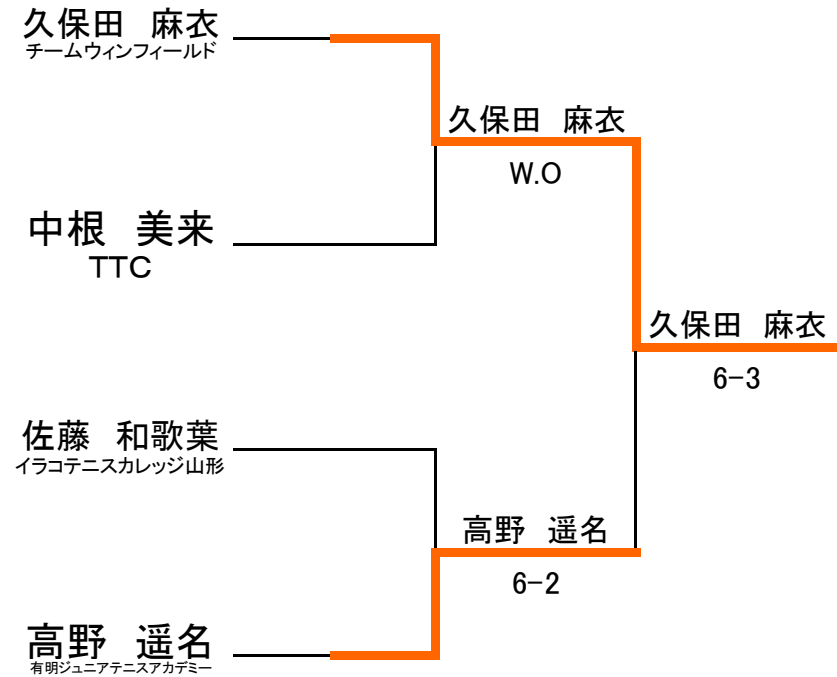 久保田　麻衣
チームウィンフィールド
久保田　麻衣
W.O
中根　美来
TTC
久保田　麻衣
6-3
佐藤　和歌葉
イラコテニスカレッジ山形
高野　遥名
6-2
高野　遥名
有明ジュニアテニスアカデミー